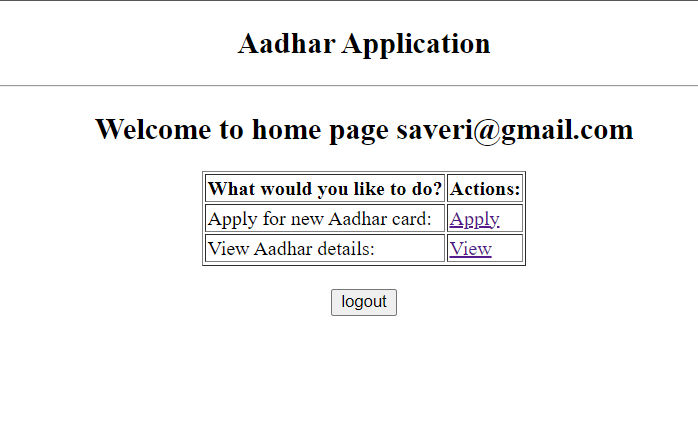 Aadhar Application
Welcome to home page saveri@gmail.com
What would you like to do? Actions:
Apply for new Aadhar card: Apply
View Aadhar details: View
logout